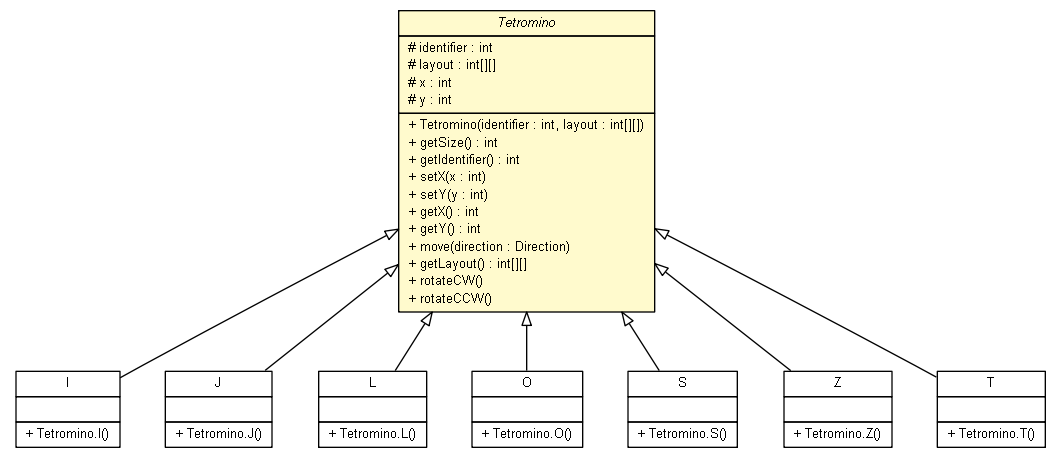 Tetromino
# identifier : int
# layout : int[][]
# x : int
# y : int
+ Tetromino(identifier : int, layout : int[][])
+ getSize() : int
+ getIdentifier() : int
+ setX(x : int)
+ setY(y : int)
+ getX() : int
+ getY() : int
+ move(direction : Direction)
+ getLayout() : int[][]
+ rotateCW()
+ rotateCCW()
I
+ Tetromino.I()
J
+ Tetromino.J()
L
+ Tetromino.L()
O
+ Tetromino.O()
S
+ Tetromino.S()
Z
+ Tetromino.Z()
T
+ Tetromino.T()